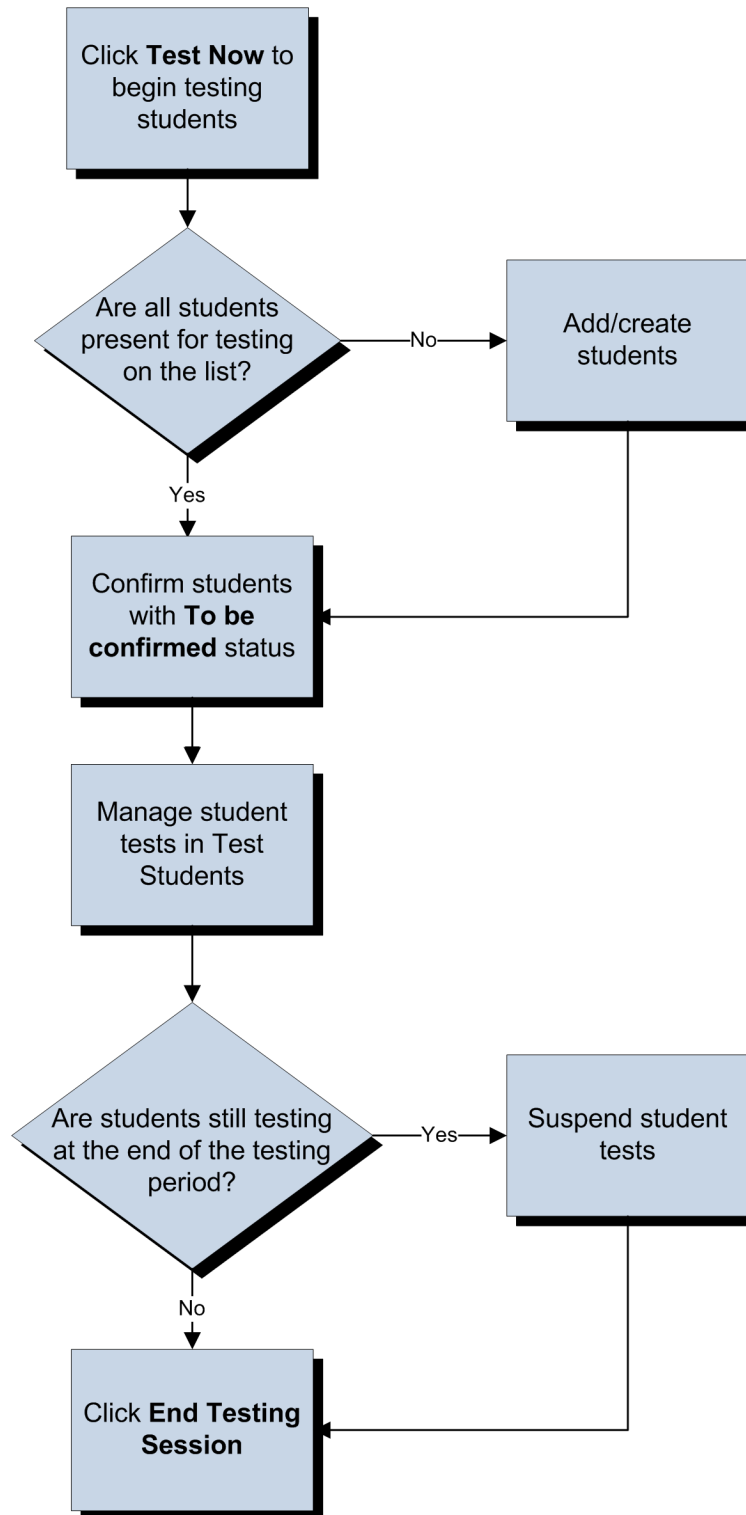 Click Test Now to
begin testing
students
Are all students
present for testing
on the list?
No
Add/create
students
Yes
Confirm students
with To be
confirmed status
Manage student
tests in Test
Students
Are students still testing
at the end of the testing
period?
Yes
Suspend student
tests
No
Click End Testing
Session